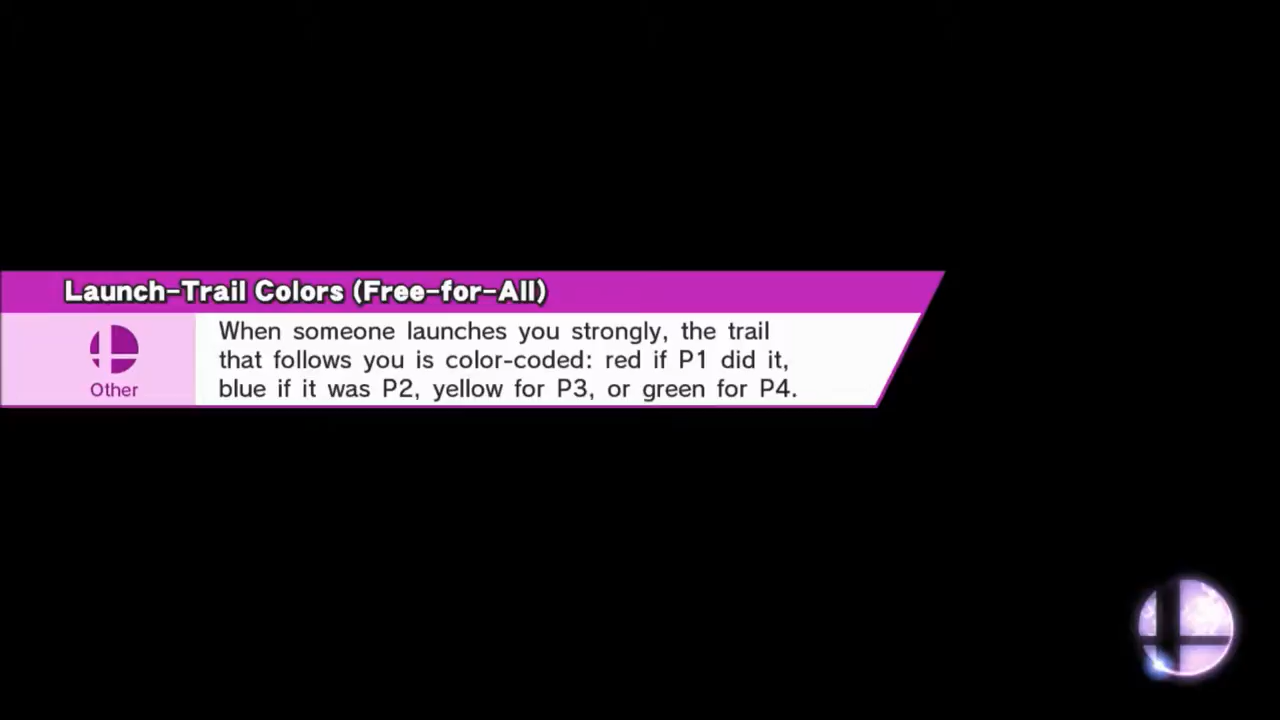 Launch-Trail Colors (Free-for-All)
When someone launches you strongly, the trail
that follows you is color-coded: red if P1 did it,
blue if it was P2, yellow for P3, or green for P4.
Other